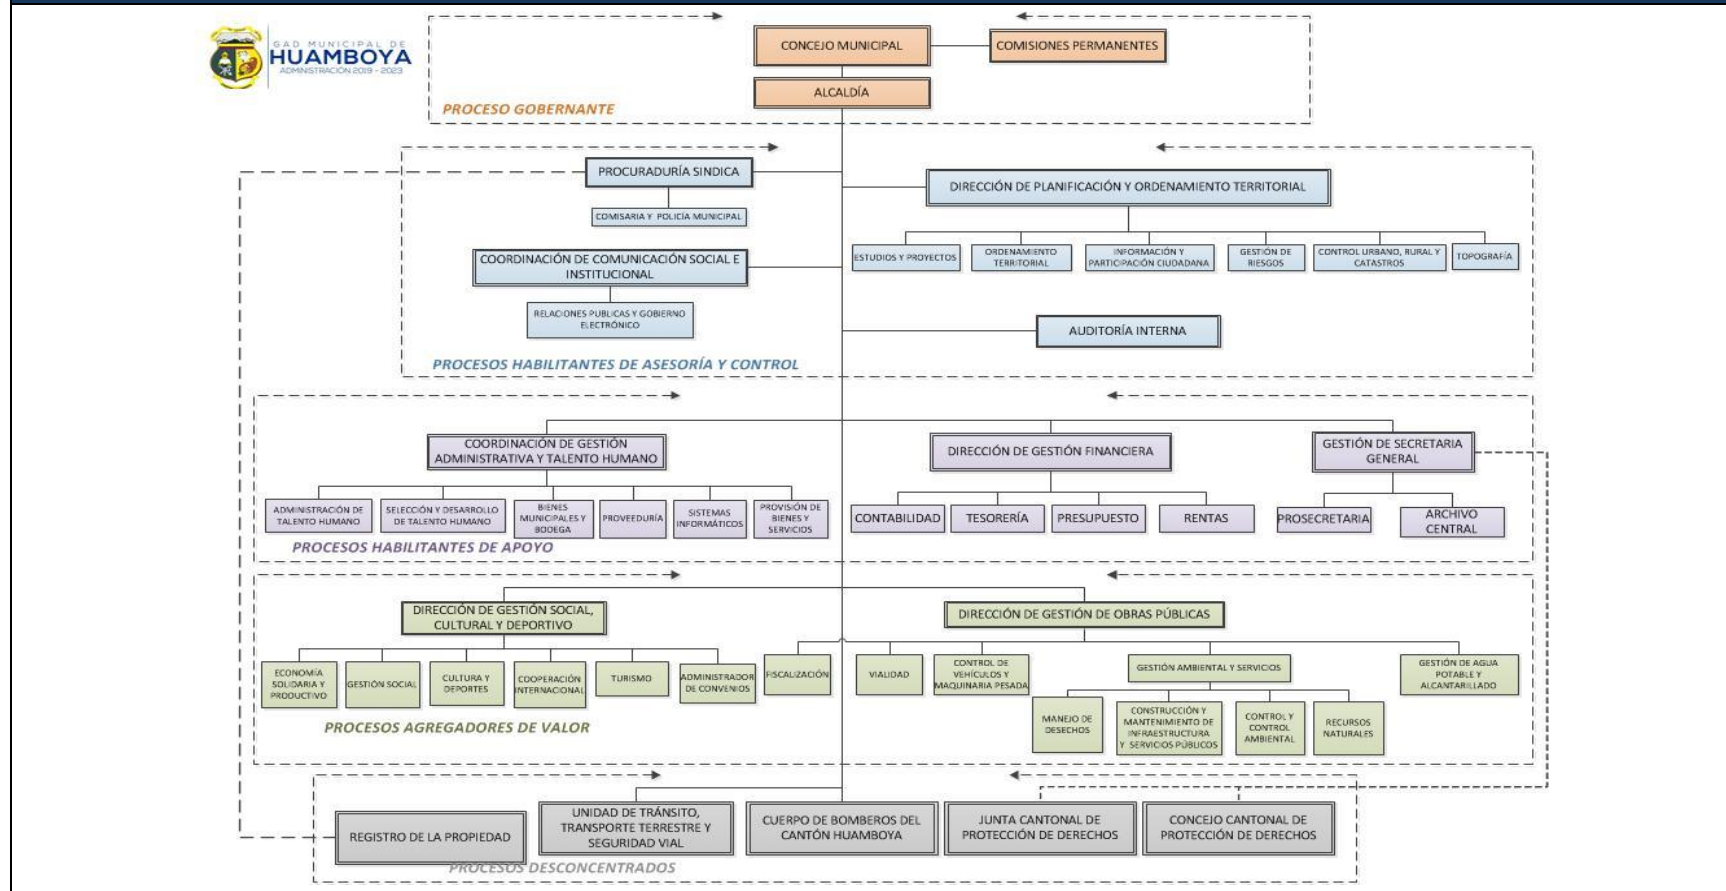 GAD MUNICIPAL DE
HUAMBOYA
ADMINISTRACIÓN 2019 - 2023
CONCEJO MUNICIPAL
COMISIONES PERMANENTES
ALCALDÍA
PROCESO GOBERNANTE
PROCURADURÍA SINDICA
DIRECCIÓN DE PLANIFICACIÓN Y ORDENAMIENTO TERRITORIAL
COMISARIA Y POLICÍA MUNICIPAL
COORDINACIÓN DE COMUNICACIÓN SOCIAL E
INSTITUCIONAL
ESTUDIOS Y PROYECTOS
ORDENAMIENTO
TERRITORIAL
INFORMACIÓN Y
PARTICIPACIÓN CIUDADANA
GESTIÓN DE
RIESGOS
CONTROL URBANO, RURAL Y
CATASTROS
TOPOGRAFÍA
RELACIONES PUBLICAS Y GOBIERNO
ELECTRÓNICO
AUDITORÍA INTERNA
PROCESOS HABILITANTES DE ASESORÍA Y CONTROL
COORDINACIÓN DE GESTIÓN
ADMINISTRATIVA Y TALENTO HUMANO
DIRECCIÓN DE GESTIÓN FINANCIERA
GESTIÓN DE SECRETARIA
GENERAL
ADMINISTRACIÓN DE
TALENTO HUMANO
SELECCIÓN Y DESARROLLO
DE TALENTO HUMANO
BIENES
MUNICIPALES Y
BODEGA
PROVEEDURÍA
SISTEMAS
INFORMÁTICOS
PROVISIÓN DE
BIENES Y
SERVICIOS
CONTABILIDAD
TESORERÍA
PRESUPUESTO
RENTAS
PROSECRETARIA
ARCHIVO
CENTRAL
PROCESOS HABILITANTES DE APOYO
DIRECCIÓN DE GESTIÓN SOCIAL,
CULTURAL Y DEPORTIVO
DIRECCIÓN DE GESTIÓN DE OBRAS PÚBLICAS
ECONOMÍA
SOLIDARIA Y
PRODUCTIVO
GESTIÓN SOCIAL
CULTURA Y
DEPORTES
COOPERACIÓN
INTERNACIONAL
TURISMO
ADMINISTRADOR
DE CONVENIOS
FISCALIZACIÓN
VIALIDAD
CONTROL DE
VEHÍCULOS Y
MAQUINARIA PESADA
GESTIÓN AMBIENTAL Y SERVICIOS
GESTIÓN DE AGUA
POTABLE Y
ALCANTARILLADO
MANEJO DE
DESECHOS
CONSTRUCCIÓN Y
MANTENIMIENTO DE
INFRAESTRUCTURA
Y SERVICIOS PÚBLICOS
CONTROL Y
CONTROL
AMBIENTAL
RECURSOS
NATURALES
PROCESOS AGREGADORES DE VALOR
REGISTRO DE LA PROPIEDAD
UNIDAD DE TRÁNSITO,
TRANSPORTE TERRESTRE Y
SEGURIDAD VIAL
CUERPO DE BOMBEROS DEL
CANTÓN HUAMBOYA
JUNTA CANTONAL DE
PROTECCIÓN DE DERECHOS
CONCEJO CANTONAL DE
PROTECCIÓN DE DERECHOS
PROCESOS DESCONCENTRADOS